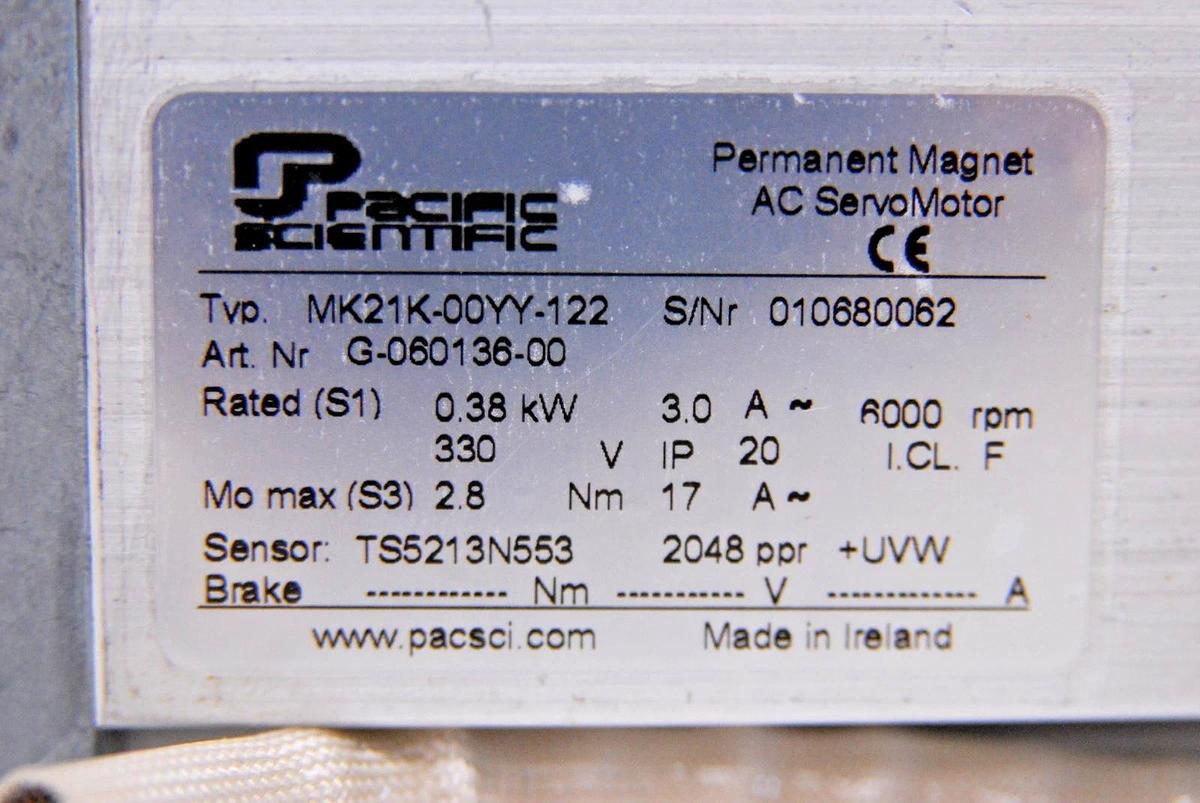 PACIFIC
SCIENTIFIC
Permanent Magnet
AC ServoMotor
CE
Typ. MK21K-00YY-122 S/Nr 010680062
Art. Nr G-060136-00
Rated (S1) 0.38 kW 3.0 A ~ 6000 rpm
330 V IP 20 I.CL. F
Mo max (S3) 2.8 Nm 17 A ~
Sensor: TS5213N553 2048 ppr +UVW
Brake ------------ Nm ----------- V ------------- A
www.pacsci.com Made in Ireland